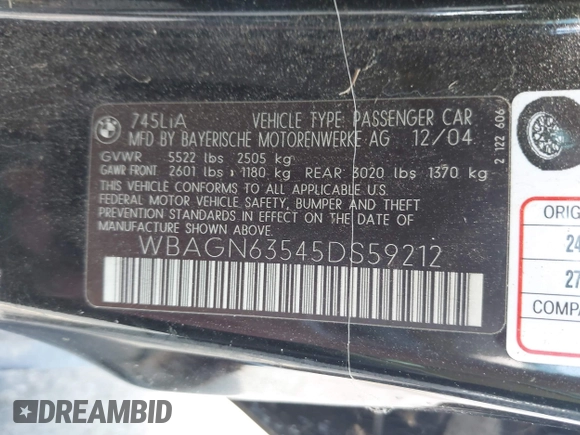 BMW
745LiA VEHICLE TYPE: PASSENGER CAR
MFD BY BAYERISCHE MOTORENWERKE AG 12/04
GVWR 5522 lbs 2505 kg
GAWR FRONT 2601 lbs 1180 kg REAR 3020 lbs 1370 kg
THIS VEHICLE CONFORMS TO ALL APPLICABLE U.S.
FEDERAL MOTOR VEHICLE SAFETY, BUMPER AND THEFT
PREVENTION STANDARDS IN EFFECT ON THE DATE OF
MANUFACTURE SHOWN ABOVE.
WBAGN63545DS59212
2 122 606
ORIG
24
27
COMPA
DREAMBID